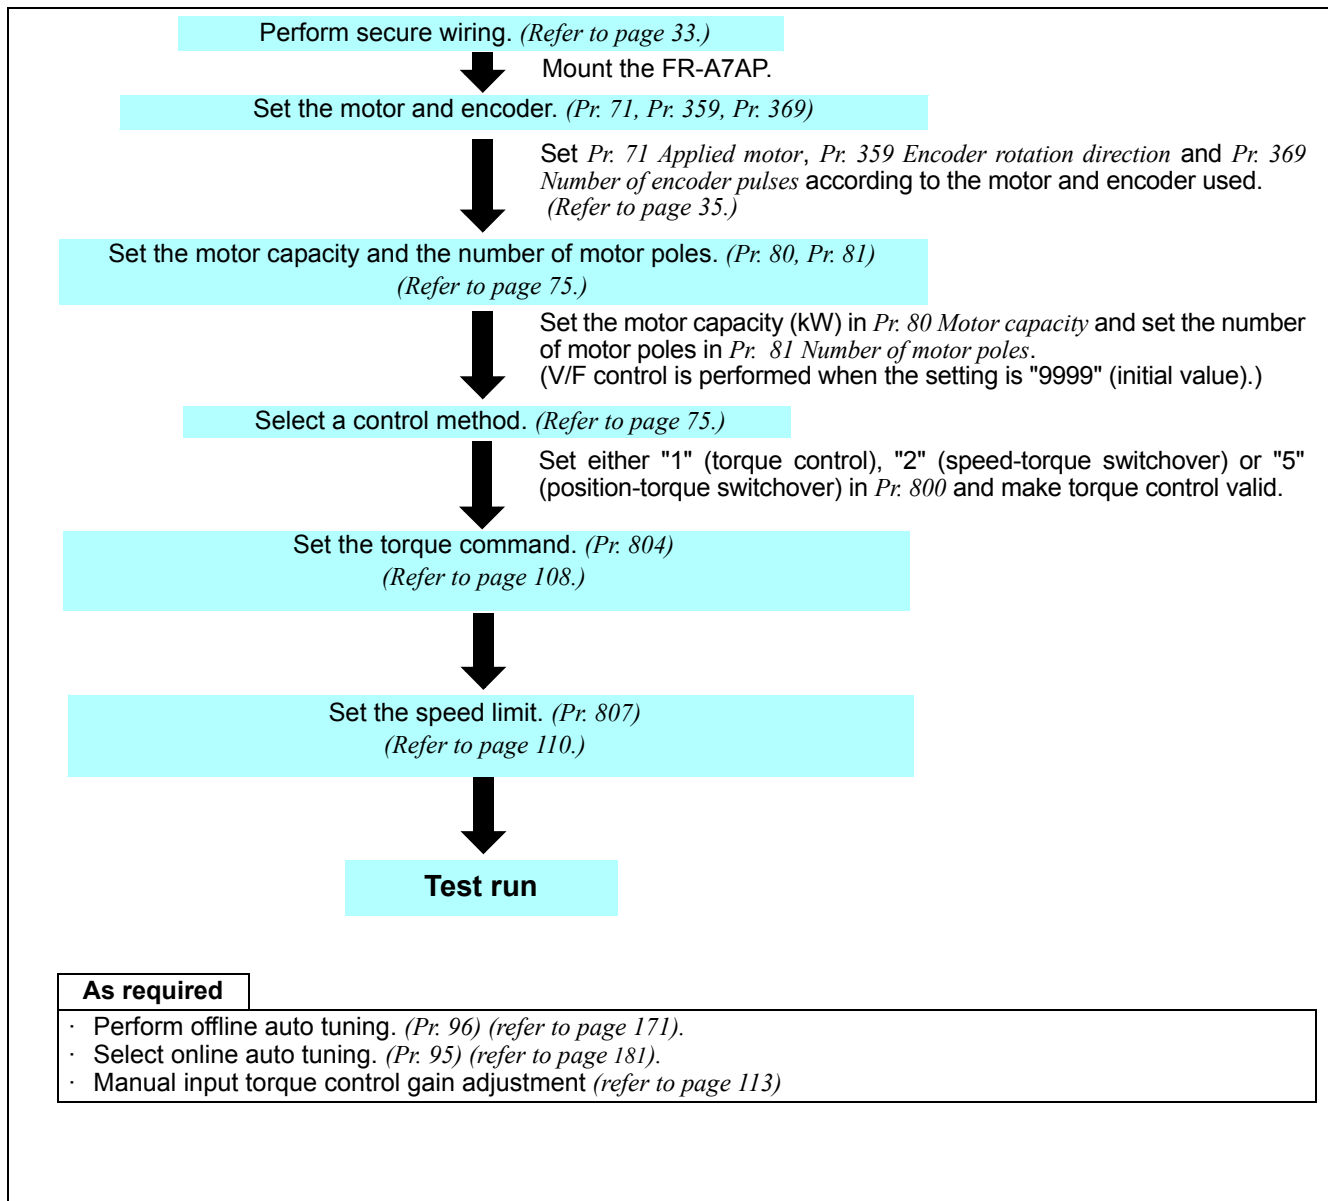 Perform secure wiring. (Refer to page 33.)
Mount the FR-A7AP.
Set the motor and encoder. (Pr. 71, Pr. 359, Pr. 369)
Set Pr. 71 Applied motor, Pr. 359 Encoder rotation direction and Pr. 369
Number of encoder pulses according to the motor and encoder used.
(Refer to page 35.)
Set the motor capacity and the number of motor poles. (Pr. 80, Pr. 81)
(Refer to page 75.)
Set the motor capacity (kW) in Pr. 80 Motor capacity and set the number
of motor poles in Pr. 81 Number of motor poles.
(V/F control is performed when the setting is "9999" (initial value).)
Select a control method. (Refer to page 75.)
Set either "1" (torque control), "2" (speed-torque switchover) or "5"
(position-torque switchover) in Pr. 800 and make torque control valid.
Set the torque command. (Pr. 804)
(Refer to page 108.)
Set the speed limit. (Pr. 807)
(Refer to page 110.)
Test run
As required
· Perform offline auto tuning. (Pr. 96) (refer to page 171).
· Select online auto tuning. (Pr. 95) (refer to page 181).
· Manual input torque control gain adjustment (refer to page 113)